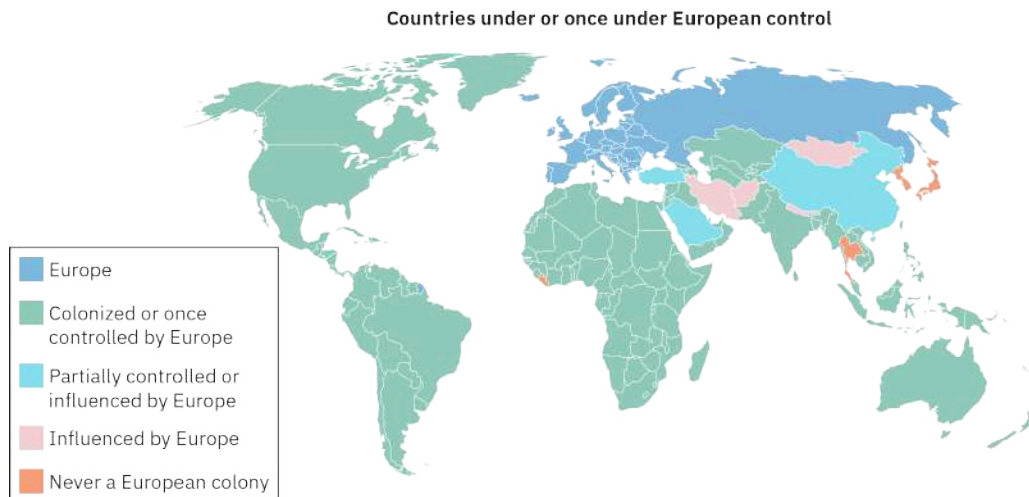 Countries under or once under European control
Europe
Colonized or once
controlled by Europe
Partially controlled or
influenced by Europe
Influenced by Europe
Never a European colony